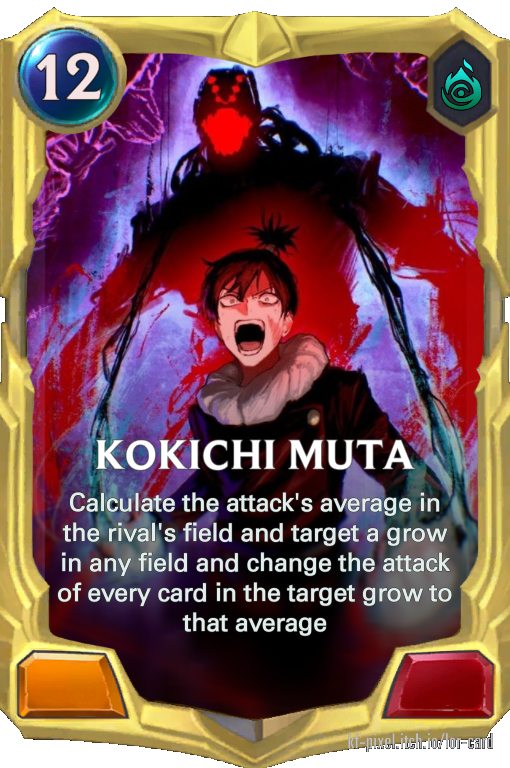 12
KOKICHI MUTA
Calculate the attack's average in
the rival's field and target a grow
in any field and change the attack
of every card in the target grow to
that average
kt-pixel.itch.io/lor-card